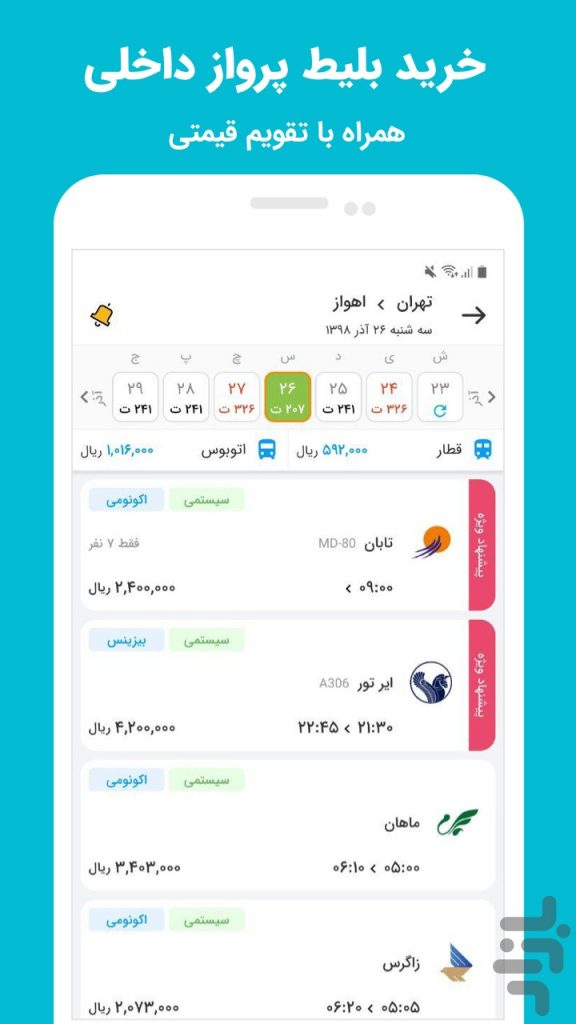 خرید بلیط پرواز داخلی
همراه با تقویم قیمتی
تهران › اهواز
سه شنبه ۲۶ آذر ۱۳۹۸
ش ی د س چ پ ج
آذر ۲۳ ۲۴ ۲۵ ۲۶ ۲۷ ۲۸ ۲۹ آذر
۳۲۶ ت ۲۴۱ ت ۲۰۷ ت ۳۲۶ ت ۲۴۱ ت ۲۴۱ ت
قطار ۵۹۲,۰۰۰ ریال اتوبوس ۱,۰۱۶,۰۰۰ ریال
پیشنهاد ویژه
سیستمی اکونومی
تابان MD-80 فقط ۷ نفر
۰۹:۰۰ › ۲,۴۰۰,۰۰۰ ریال
پیشنهاد ویژه
سیستمی بیزینس
ایر تور A306
۲۱:۳۰ › ۲۲:۴۵ ۴,۲۰۰,۰۰۰ ریال
سیستمی اکونومی
ماهان
۰۵:۰۰ › ۰۶:۱۰ ۳,۴۰۳,۰۰۰ ریال
سیستمی اکونومی
زاگرس
۰۵:۰۵ › ۰۶:۲۰ ۲,۰۷۳,۰۰۰ ریال
بازار